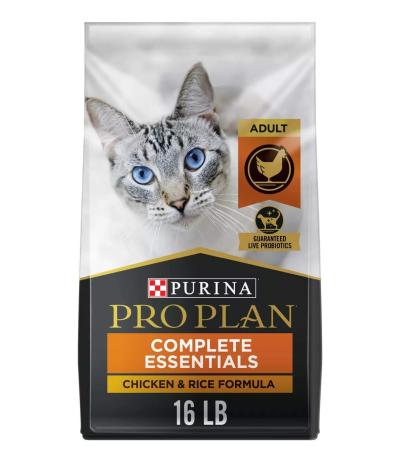 ADULT
GUARANTEED
LIVE PROBIOTICS
PURINA
PRO PLAN
COMPLETE
ESSENTIALS
CHICKEN & RICE FORMULA
16 LB